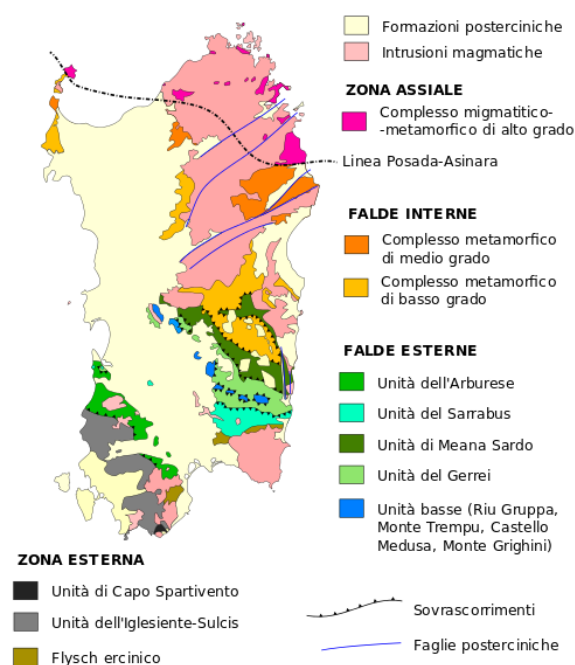 Formazioni posterciniche
Intrusioni magmatiche
ZONA ASSIALE
Complesso migmatitico-
-metamorfico di alto grado
Linea Posada-Asinara
FALDE INTERNE
Complesso metamorfico
di medio grado
Complesso metamorfico
di basso grado
FALDE ESTERNE
Unità dell'Arburese
Unità del Sarrabus
Unità di Meana Sardo
Unità del Gerrei
Unità basse (Riu Gruppa,
Monte Trempu, Castello
Medusa, Monte Grighini)
ZONA ESTERNA
Unità di Capo Spartivento
Unità dell'Iglesiente-Sulcis
Flysch ercinico
Sovrascorrimenti
Faglie posterciniche